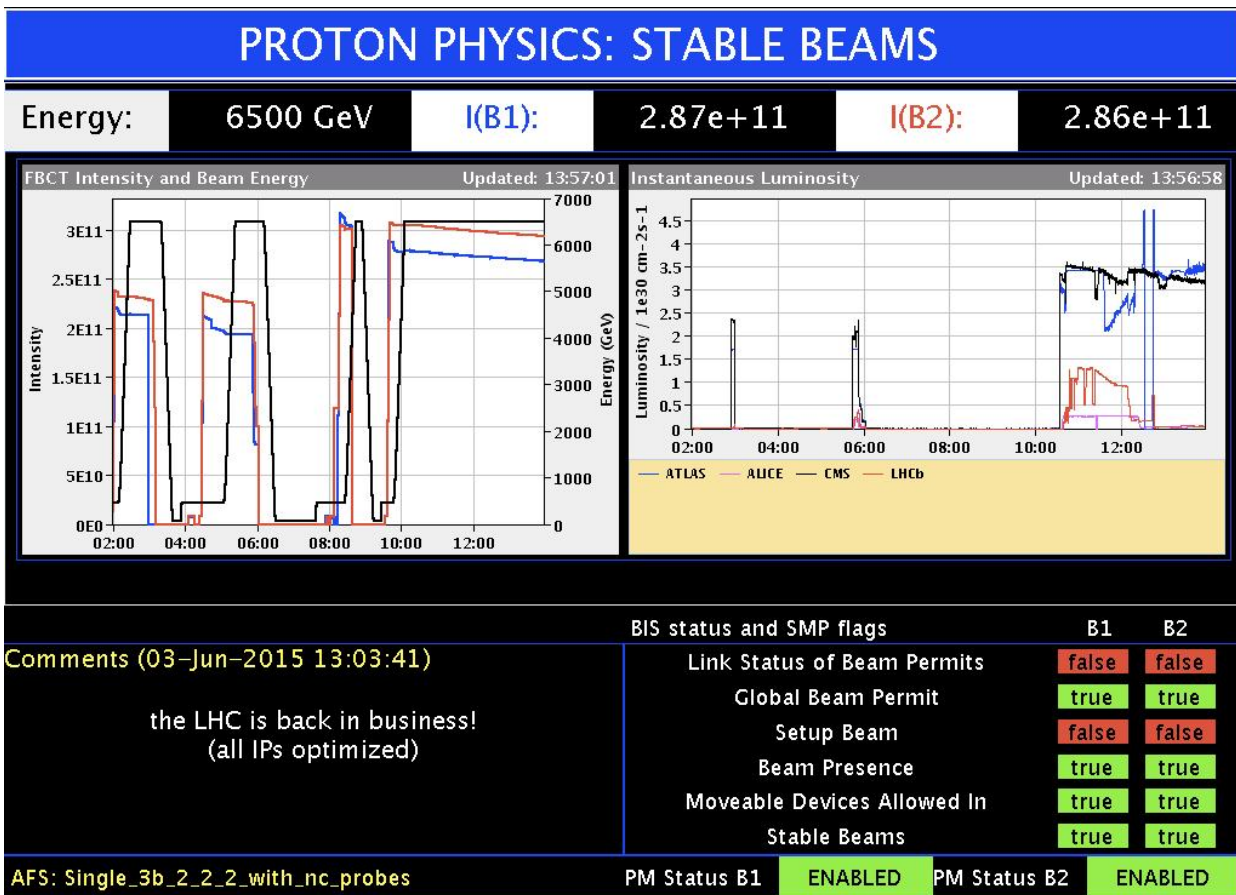 PROTON PHYSICS: STABLE BEAMS
Energy: 6500 GeV I(B1): 2.87e+11 I(B2): 2.86e+11
FBCT Intensity and Beam Energy Updated: 13:57:01
Intensity
3E11
2.5E11
2E11
1.5E11
1E11
5E10
0E0
7000
6000
5000
4000
3000
2000
1000
0
Energy (GeV)
02:00 04:00 06:00 08:00 10:00 12:00
Instantaneous Luminosity Updated: 13:56:58
Luminosity / 1e30 cm-2s-1
4.5
4
3.5
3
2.5
2
1.5
1
0.5
0
02:00 04:00 06:00 08:00 10:00 12:00
ATLAS ALICE CMS LHCb
Comments (03-Jun-2015 13:03:41)
the LHC is back in business!
(all IPs optimized)
BIS status and SMP flags B1 B2
Link Status of Beam Permits false false
Global Beam Permit true true
Setup Beam false false
Beam Presence true true
Moveable Devices Allowed In true true
Stable Beams true true
AFS: Single_3b_2_2_2_with_nc_probes PM Status B1 ENABLED PM Status B2 ENABLED